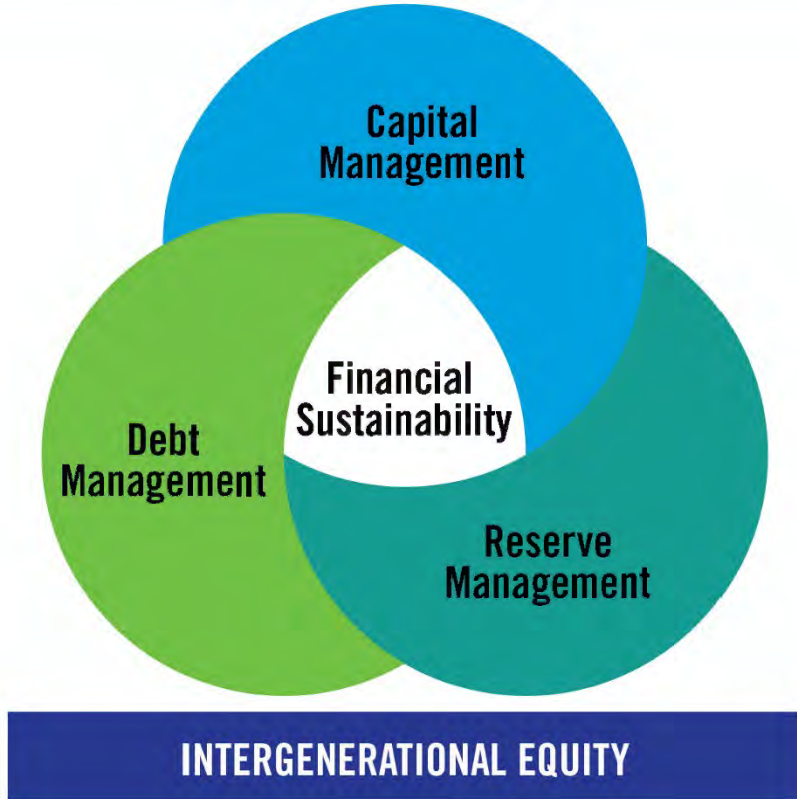 Capital
Management
Financial
Sustainability
Debt
Management
Reserve
Management
INTERGENERATIONAL EQUITY